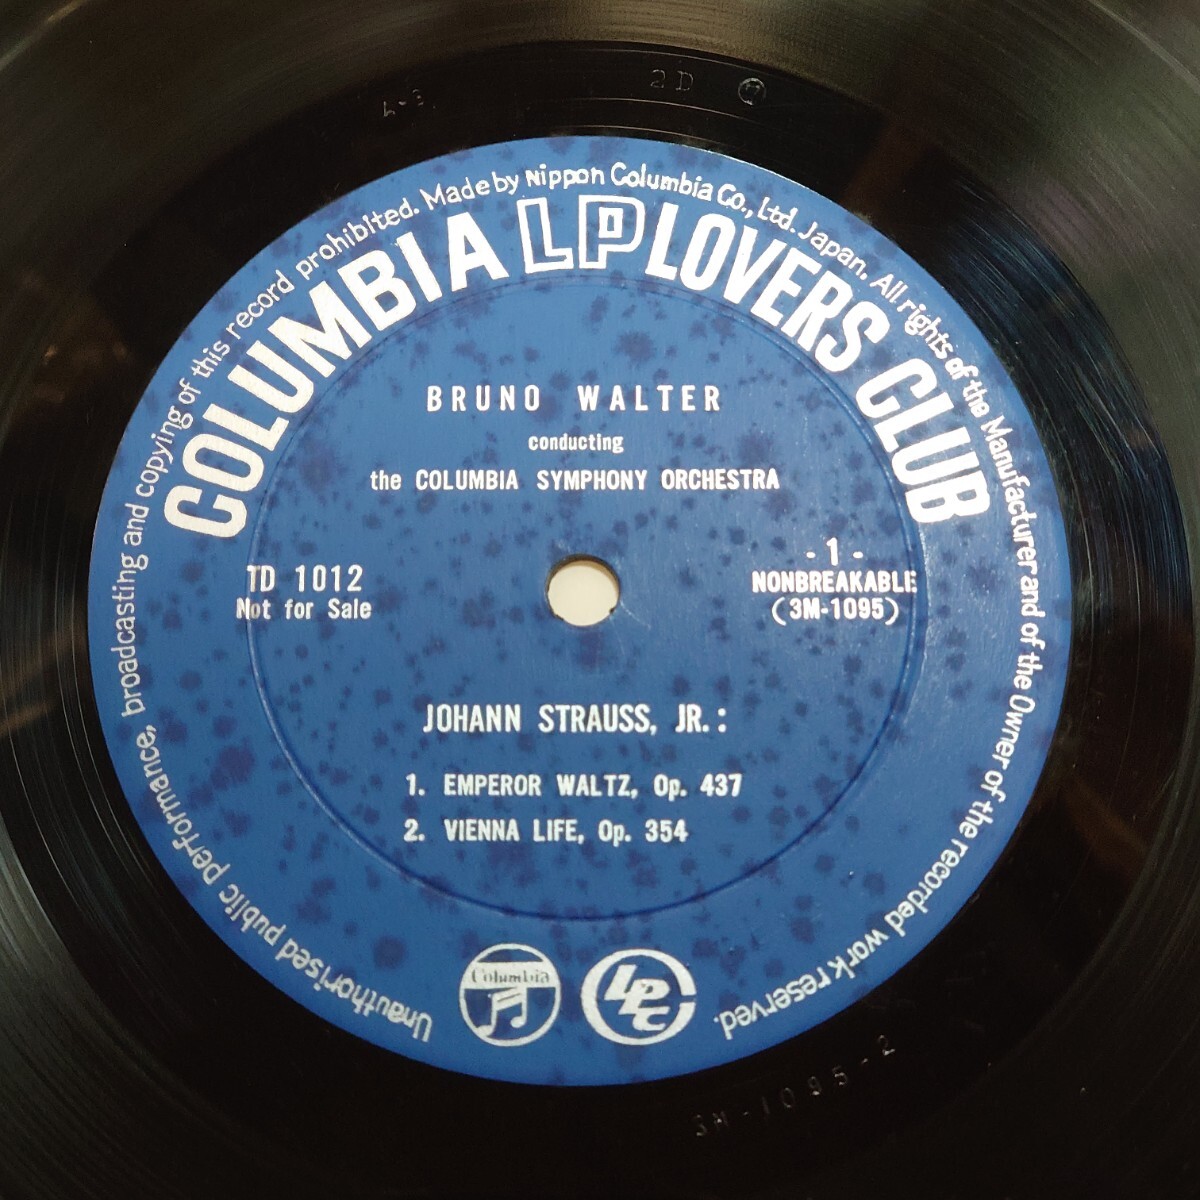 4-3
2D
Unauthorised public performance, broadcasting and copying of this record prohibited. Made by Nippon Columbia Co., Ltd. Japan. All rights of the Manufacturer and of the Owner of the recorded work reserved.
COLUMBIA LP LOVERS CLUB
BRUNO WALTER
conducting
the COLUMBIA SYMPHONY ORCHESTRA
TD 1012
Not for Sale
- 1 -
NONBREAKABLE
(3M-1095)
JOHANN STRAUSS, JR.:
1. EMPEROR WALTZ, Op. 437
2. VIENNA LIFE, Op. 354
Columbia
LPC
3M-1095-2